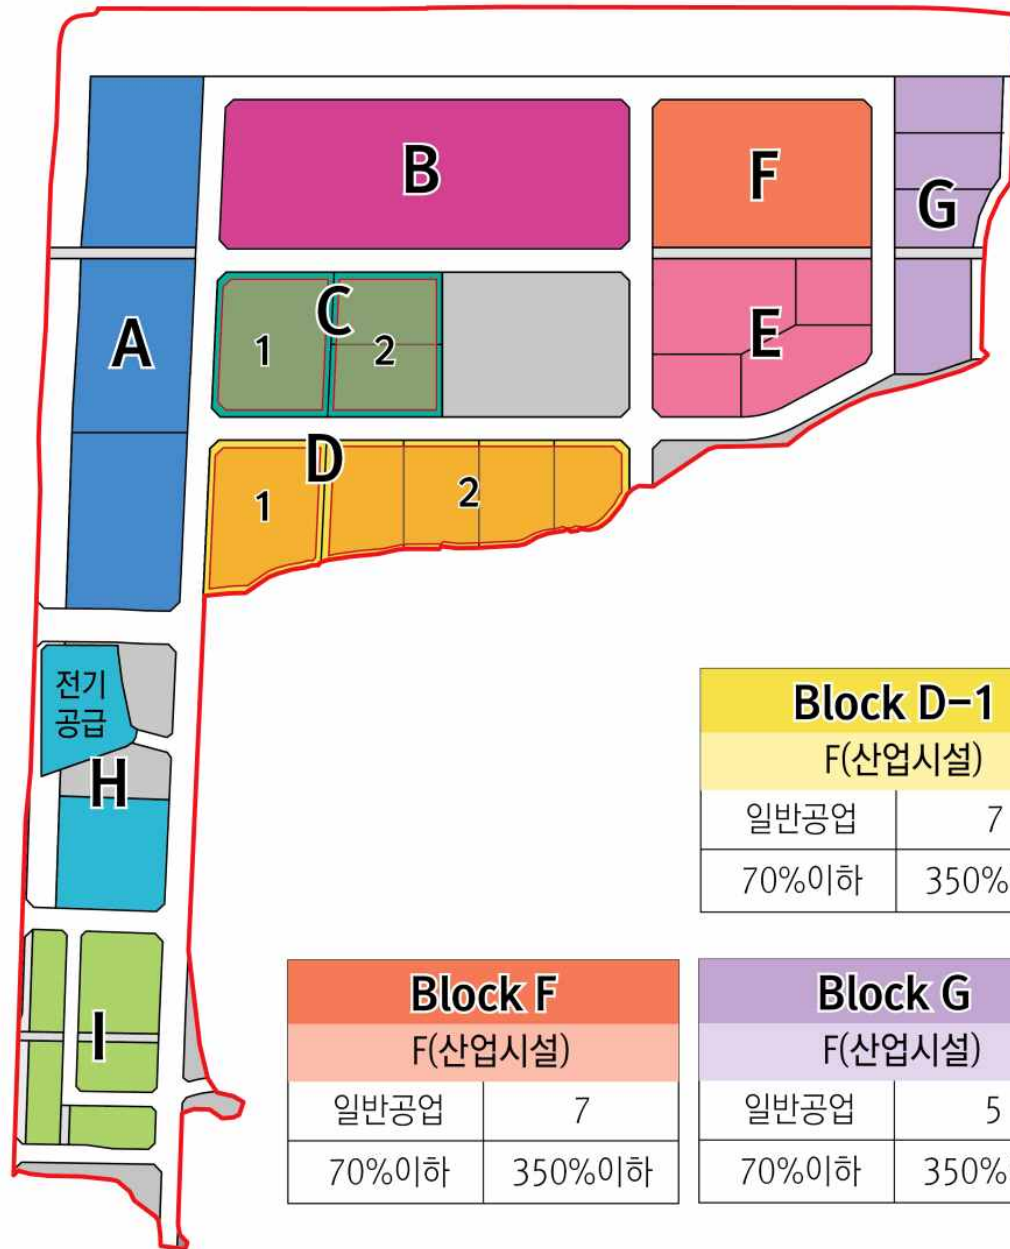 B
F
G
A
C
1
2
E
D
1
2
전기
공급
H
I
Block D-1
F(산업시설)
일반공업 7
70%이하 350%
Block F
F(산업시설)
일반공업 7
70%이하 350%이하
Block G
F(산업시설)
일반공업 5
70%이하 350%